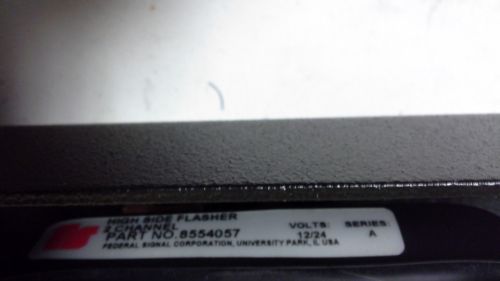 HIGH SIDE FLASHER
2 CHANNEL
PART NO. 8554057
FEDERAL SIGNAL CORPORATION, UNIVERSITY PARK, IL USA
VOLTS: SERIES:
12/24 A